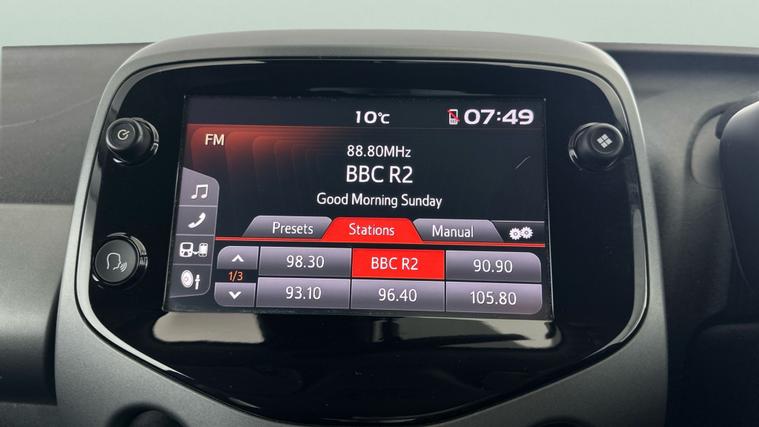 10°C
07:49
FM
88.80MHz
BBC R2
Good Morning Sunday
Presets
Stations
Manual
1/3
98.30
BBC R2
90.90
93.10
96.40
105.80